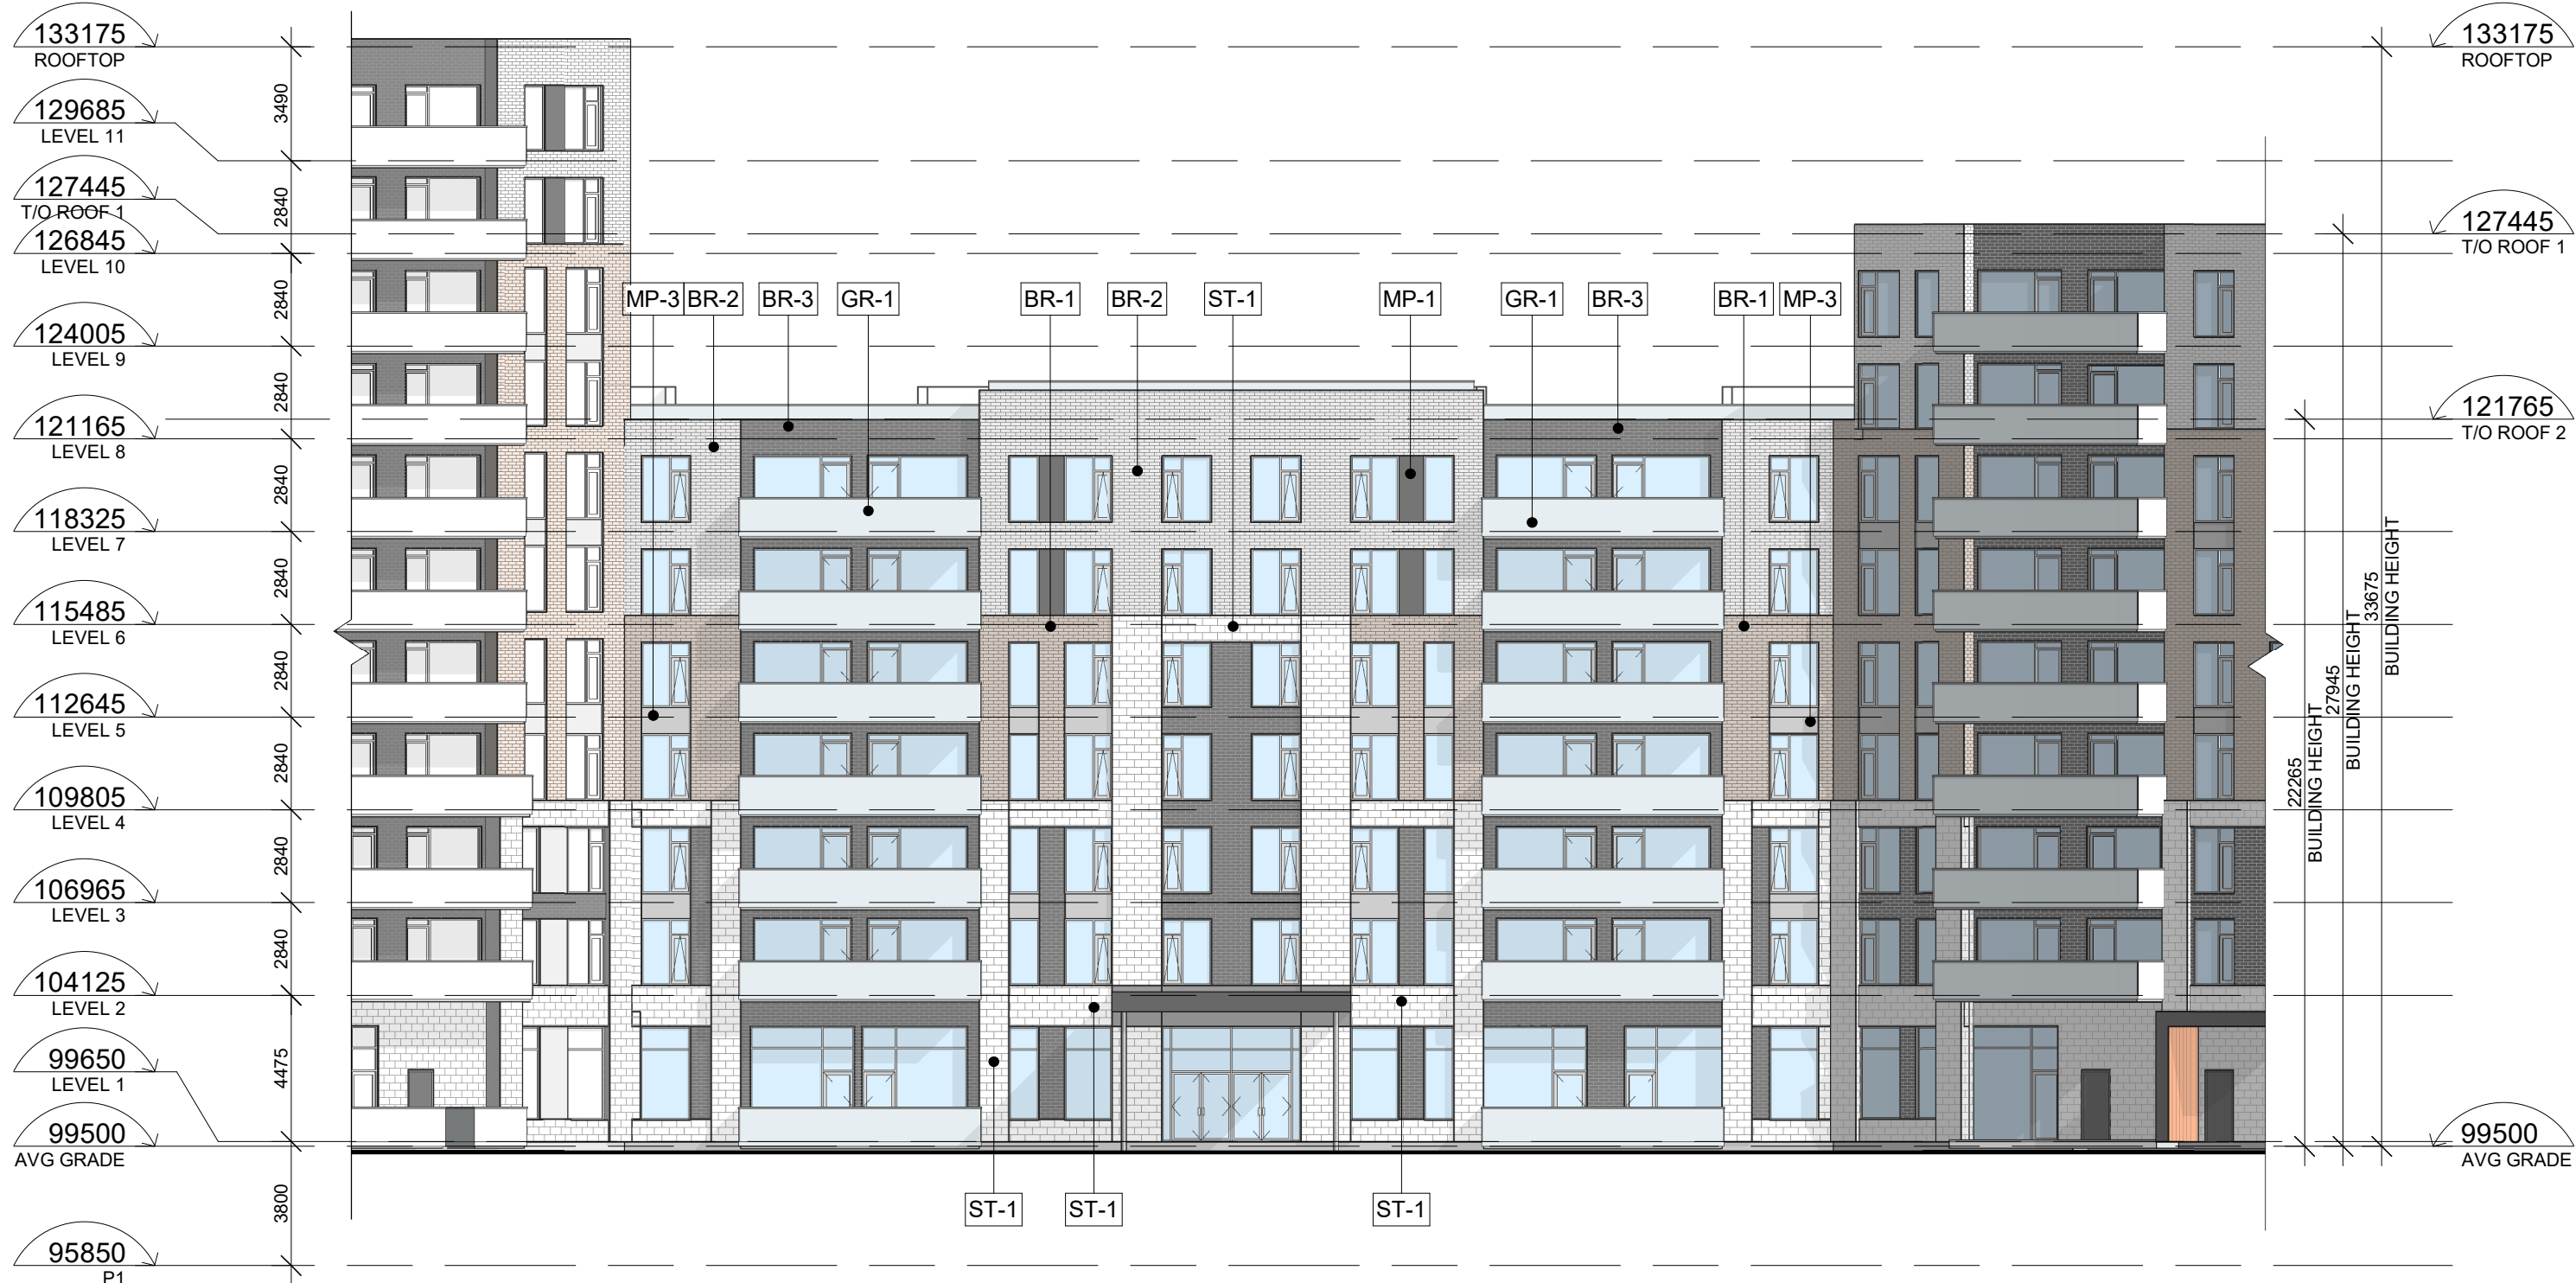 133175
ROOFTOP
129685
LEVEL 11
127445
T/O ROOF 1
126845
LEVEL 10
124005
LEVEL 9
121165
LEVEL 8
118325
LEVEL 7
115485
LEVEL 6
112645
LEVEL 5
109805
LEVEL 4
106965
LEVEL 3
104125
LEVEL 2
99650
LEVEL 1
99500
AVG GRADE
95850
P1
3490
2840
2840
2840
2840
2840
2840
2840
2840
2840
4475
3800
MP-3
BR-2
BR-3
GR-1
BR-1
BR-2
ST-1
MP-1
GR-1
BR-3
BR-1
MP-3
ST-1
ST-1
ST-1
22265
BUILDING HEIGHT
27945
BUILDING HEIGHT
33675
BUILDING HEIGHT
133175
ROOFTOP
127445
T/O ROOF 1
121765
T/O ROOF 2
99500
AVG GRADE